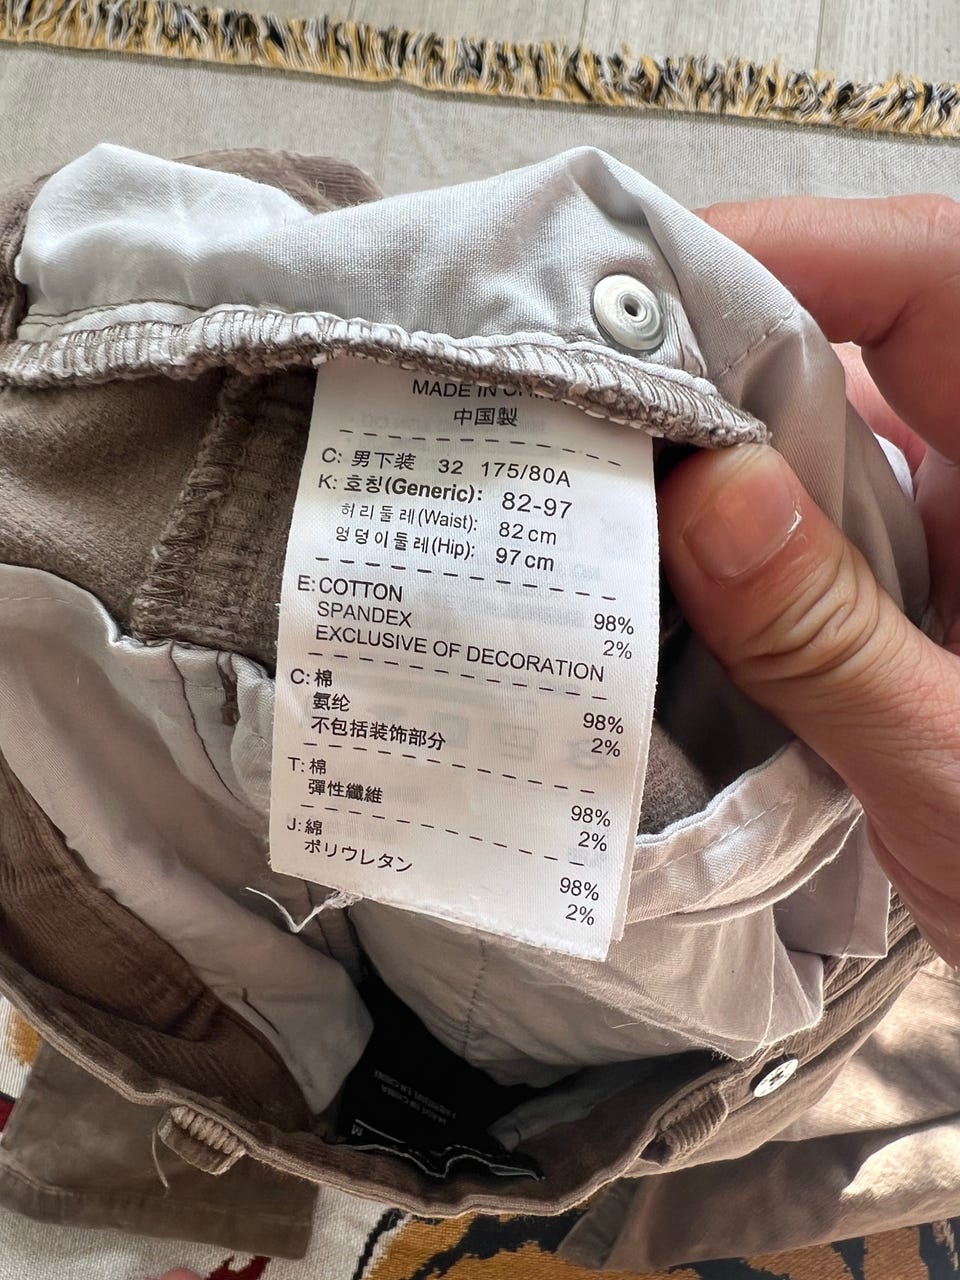 MADE IN
中国製
C: 男下装 32 175/80A
K: 호칭(Generic): 82-97
허리둘레(Waist): 82 cm
엉덩이둘레(Hip): 97 cm
E: COTTON 98%
SPANDEX 2%
EXCLUSIVE OF DECORATION
C: 棉 98%
氨纶 2%
不包括装饰部分
T: 棉 98%
彈性纖維 2%
J: 綿 98%
ポリウレタン 2%
M
MADE IN CHINA